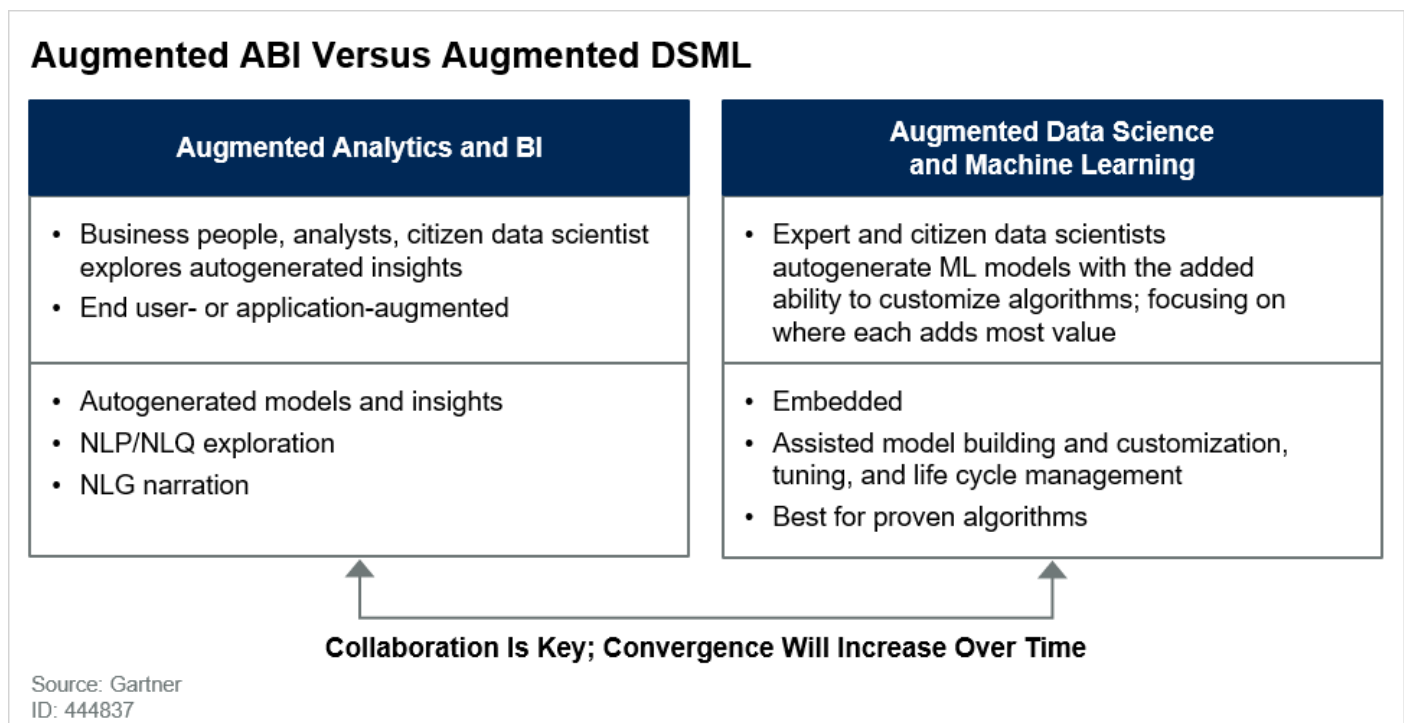 Augmented ABI Versus Augmented DSML
Augmented Analytics and BI
• Business people, analysts, citizen data scientist
explores autogenerated insights
• End user- or application-augmented
• Autogenerated models and insights
• NLP/NLQ exploration
• NLG narration
Augmented Data Science
and Machine Learning
• Expert and citizen data scientists
autogenerate ML models with the added
ability to customize algorithms; focusing on
where each adds most value
• Embedded
• Assisted model building and customization,
tuning, and life cycle management
• Best for proven algorithms
Collaboration Is Key; Convergence Will Increase Over Time
Source: Gartner
ID: 444837